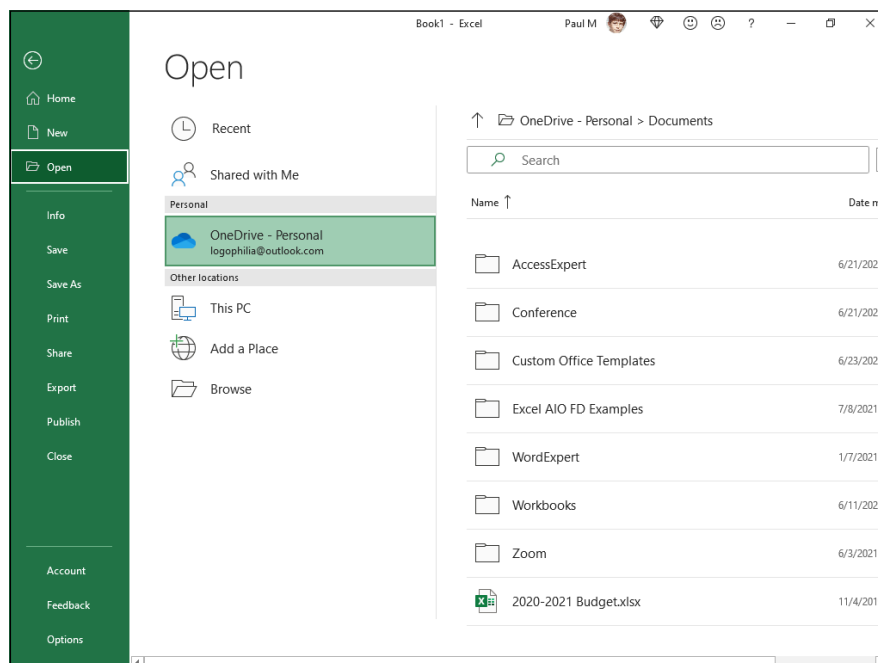 Book1 - Excel
Paul M
?
Home
New
Open
Info
Save
Save As
Print
Share
Export
Publish
Close
Account
Feedback
Options
Open
Recent
Shared with Me
Personal
OneDrive - Personal
logophilia@outlook.com
Other locations
This PC
Add a Place
Browse
OneDrive - Personal > Documents
Search
Name ↑ Date m
AccessExpert 6/21/202
Conference 6/21/202
Custom Office Templates 6/23/202
Excel AIO FD Examples 7/8/2021
WordExpert 1/7/2021
Workbooks 6/11/202
Zoom 6/3/2021
2020-2021 Budget.xlsx 11/4/201